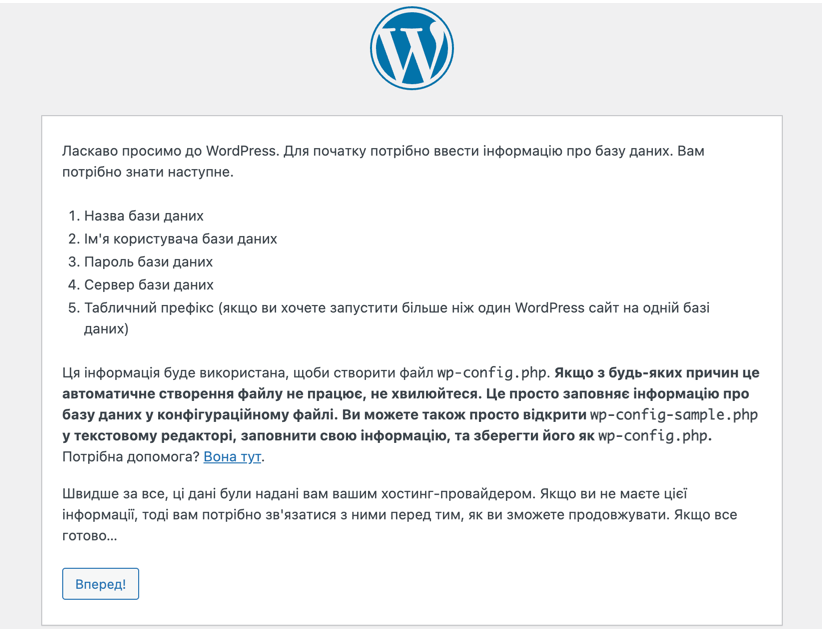 Ласкаво просимо до WordPress. Для початку потрібно ввести інформацію про базу даних. Вам
потрібно знати наступне.
1. Назва бази даних
2. Ім'я користувача бази даних
3. Пароль бази даних
4. Сервер бази даних
5. Табличний префікс (якщо ви хочете запустити більше ніж один WordPress сайт на одній базі
даних)
Ця інформація буде використана, щоби створити файл wp-config.php. Якщо з будь-яких причин це
автоматичне створення файлу не працює, не хвилюйтеся. Це просто заповняє інформацію про
базу даних у конфігураційному файлі. Ви можете також просто відкрити wp-config-sample.php
у текстовому редакторі, заповнити свою інформацію, та зберегти його як wp-config.php.
Потрібна допомога? Вона тут.
Швидше за все, ці дані були надані вам вашим хостинг-провайдером. Якщо ви не маєте цієї
інформації, тоді вам потрібно зв'язатися з ними перед тим, як ви зможете продовжувати. Якщо все
готово...
Вперед!